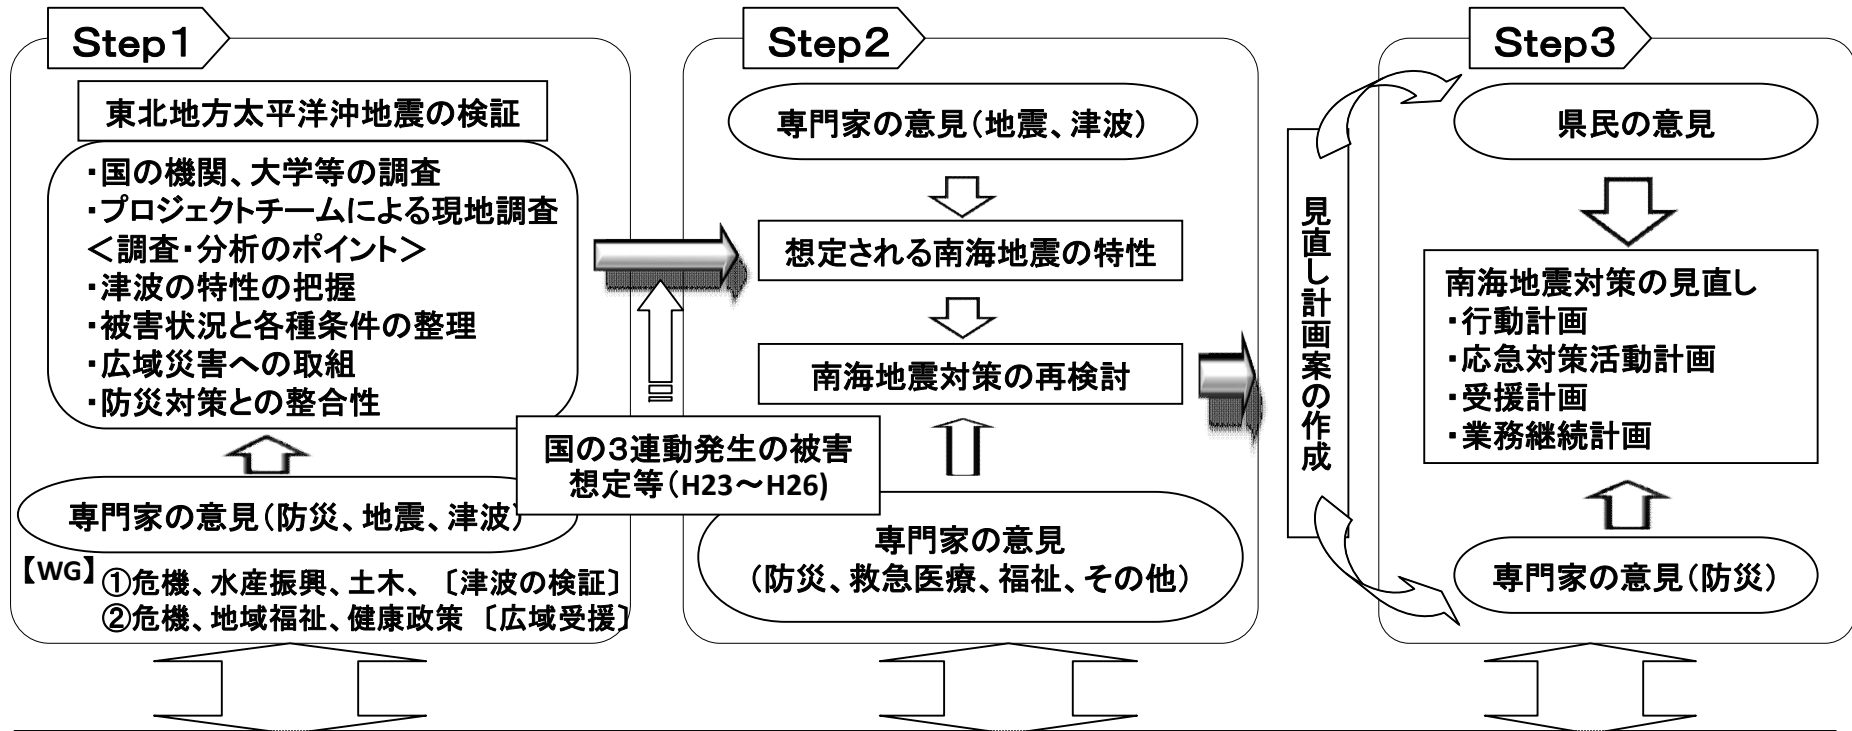 Step1
東北地方太平洋沖地震の検証
・国の機関、大学等の調査
・プロジェクトチームによる現地調査
＜調査・分析のポイント＞
・津波の特性の把握
・被害状況と各種条件の整理
・広域災害への取組
・防災対策との整合性
専門家の意見（防災、地震、津波）
【WG】
①危機、水産振興、土木、〔津波の検証〕
②危機、地域福祉、健康政策〔広域受援〕
国の３連動発生の被害
想定等（H23～H26)
Step2
専門家の意見（地震、津波）
想定される南海地震の特性
南海地震対策の再検討
専門家の意見
（防災、救急医療、福祉、その他）
見直し計画案の作成
Step3
県民の意見
南海地震対策の見直し
・行動計画
・応急対策活動計画
・受援計画
・業務継続計画
専門家の意見（防災）